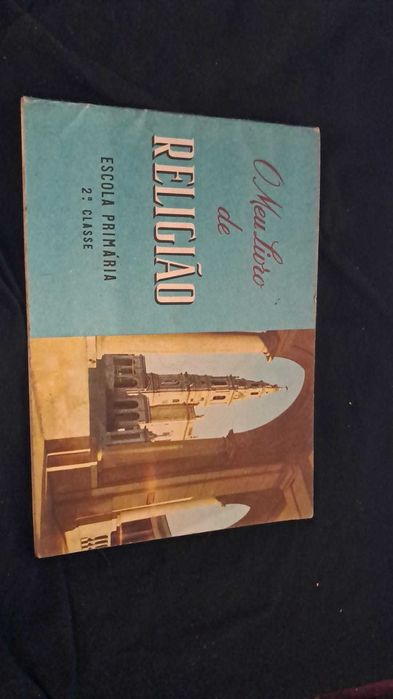 O Meu Livro
de
RELIGIÃO
ESCOLA PRIMÁRIA
2.ª CLASSE